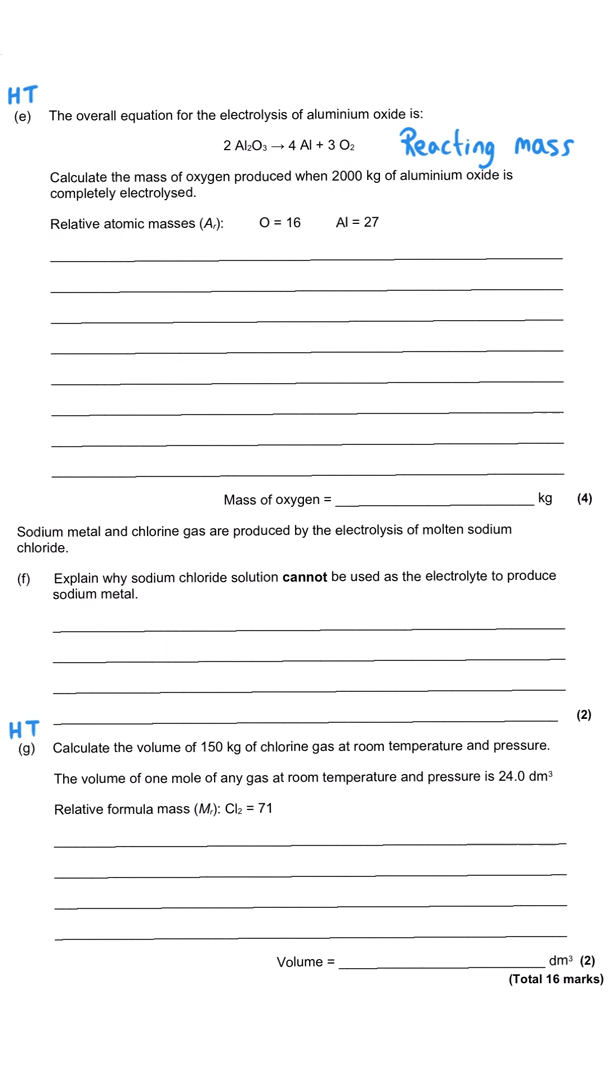 HT
(e) The overall equation for the electrolysis of aluminium oxide is:
2 Al₂O₃ → 4 Al + 3 O₂ Reacting mass
Calculate the mass of oxygen produced when 2000 kg of aluminium oxide is
completely electrolysed.
Relative atomic masses (Aᵣ): O = 16 Al = 27
Mass of oxygen = ____________________ kg (4)
Sodium metal and chlorine gas are produced by the electrolysis of molten sodium
chloride.
(f) Explain why sodium chloride solution cannot be used as the electrolyte to produce
sodium metal.
(2)
HT
(g) Calculate the volume of 150 kg of chlorine gas at room temperature and pressure.
The volume of one mole of any gas at room temperature and pressure is 24.0 dm³
Relative formula mass (Mᵣ): Cl₂ = 71
Volume = ____________________ dm³ (2)
(Total 16 marks)